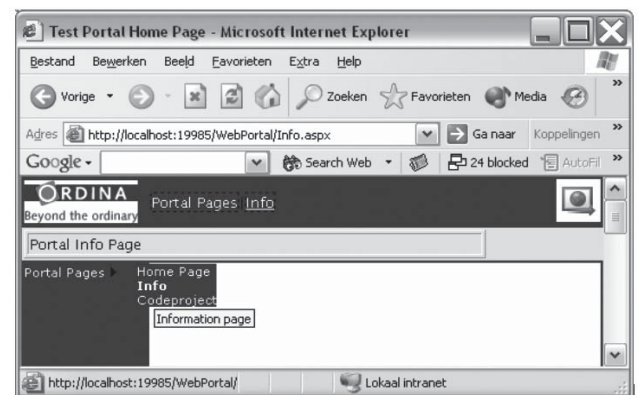 Test Portal Home Page - Microsoft Internet Explorer
Bestand Bewerken Beeld Favorieten Extra Help
Vorige Zoeken Favorieten Media »
Adres http://localhost:19985/WebPortal/Info.aspx Ga naar Koppelingen »
Google Search Web 24 blocked AutoFil »
ORDINA
Beyond the ordinary
Portal Pages Info
Portal Info Page
Portal Pages Home Page
Info
Codeproject
Information page
http://localhost:19985/WebPortal/ Lokaal intranet